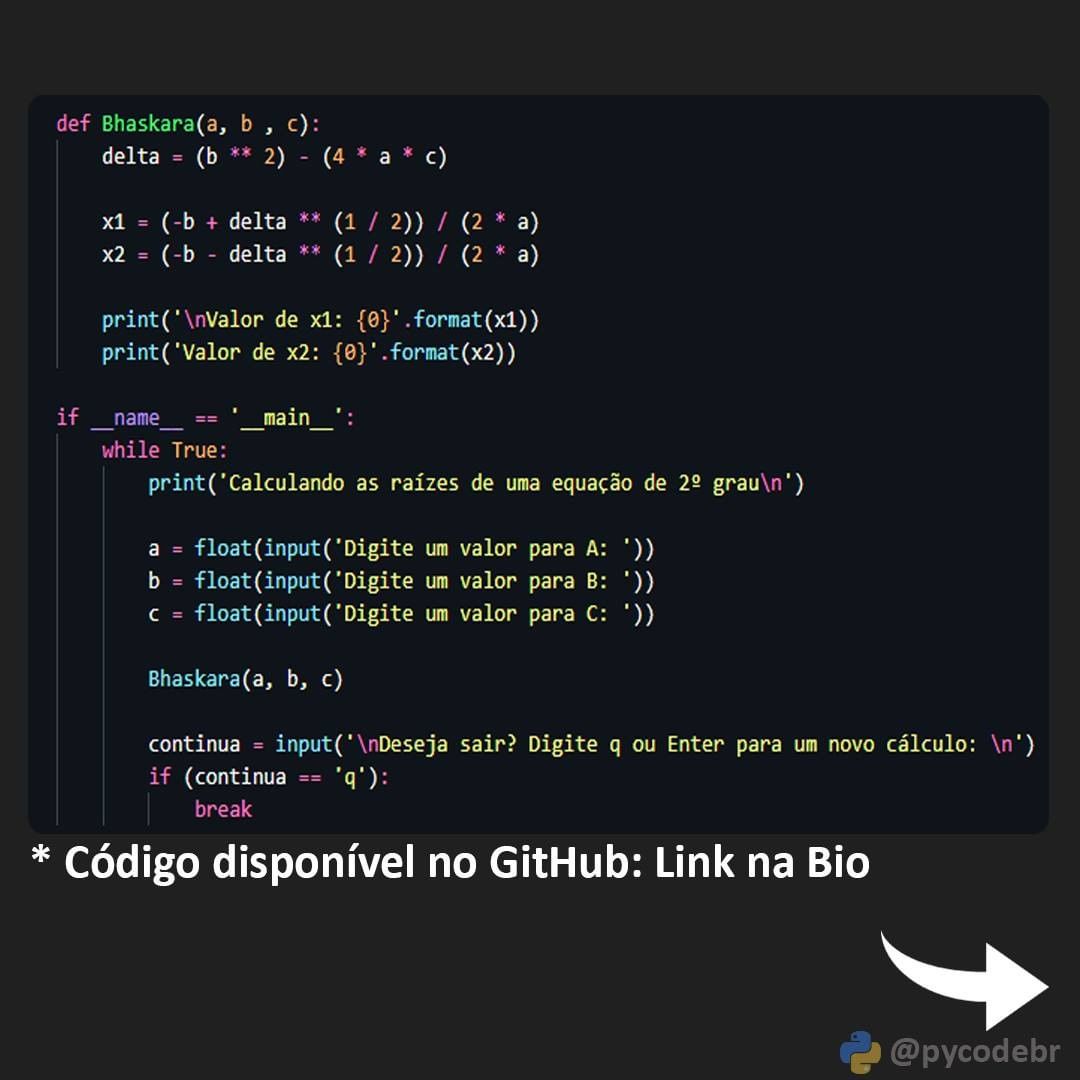 def Bhaskara(a, b , c):
    delta = (b ** 2) - (4 * a * c)

    x1 = (-b + delta ** (1 / 2)) / (2 * a)
    x2 = (-b - delta ** (1 / 2)) / (2 * a)

    print('\nValor de x1: {0}'.format(x1))
    print('Valor de x2: {0}'.format(x2))

if __name__ == '__main__':
    while True:
        print('Calculando as raízes de uma equação de 2º grau\n')

        a = float(input('Digite um valor para A: '))
        b = float(input('Digite um valor para B: '))
        c = float(input('Digite um valor para C: '))

        Bhaskara(a, b, c)

        continua = input('\nDeseja sair? Digite q ou Enter para um novo cálculo: \n')
        if (continua == 'q'):
            break
* Código disponível no GitHub: Link na Bio
@pycodebr